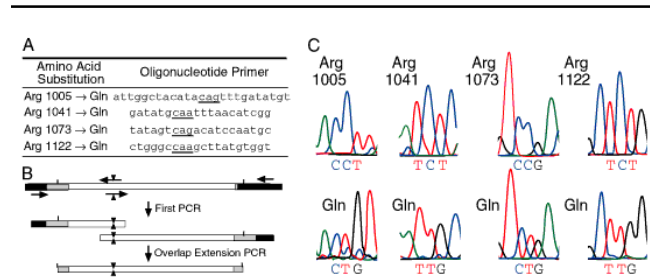 A
Amino Acid Substitution Oligonucleotide Primer
Arg 1005 → Gln attggctacatacagtttgatatgt
Arg 1041 → Gln gatatgcaatttaacatcgg
Arg 1073 → Gln tatagtcaagacatccaatgc
Arg 1122 → Gln ctgggccaagcttatgtggt
B
First PCR
Overlap Extension PCR
C
Arg 1005 Arg 1041 Arg 1073 Arg 1122
CCT TCT CCG TCT
Gln Gln Gln Gln
CTG TTG CTG TTG